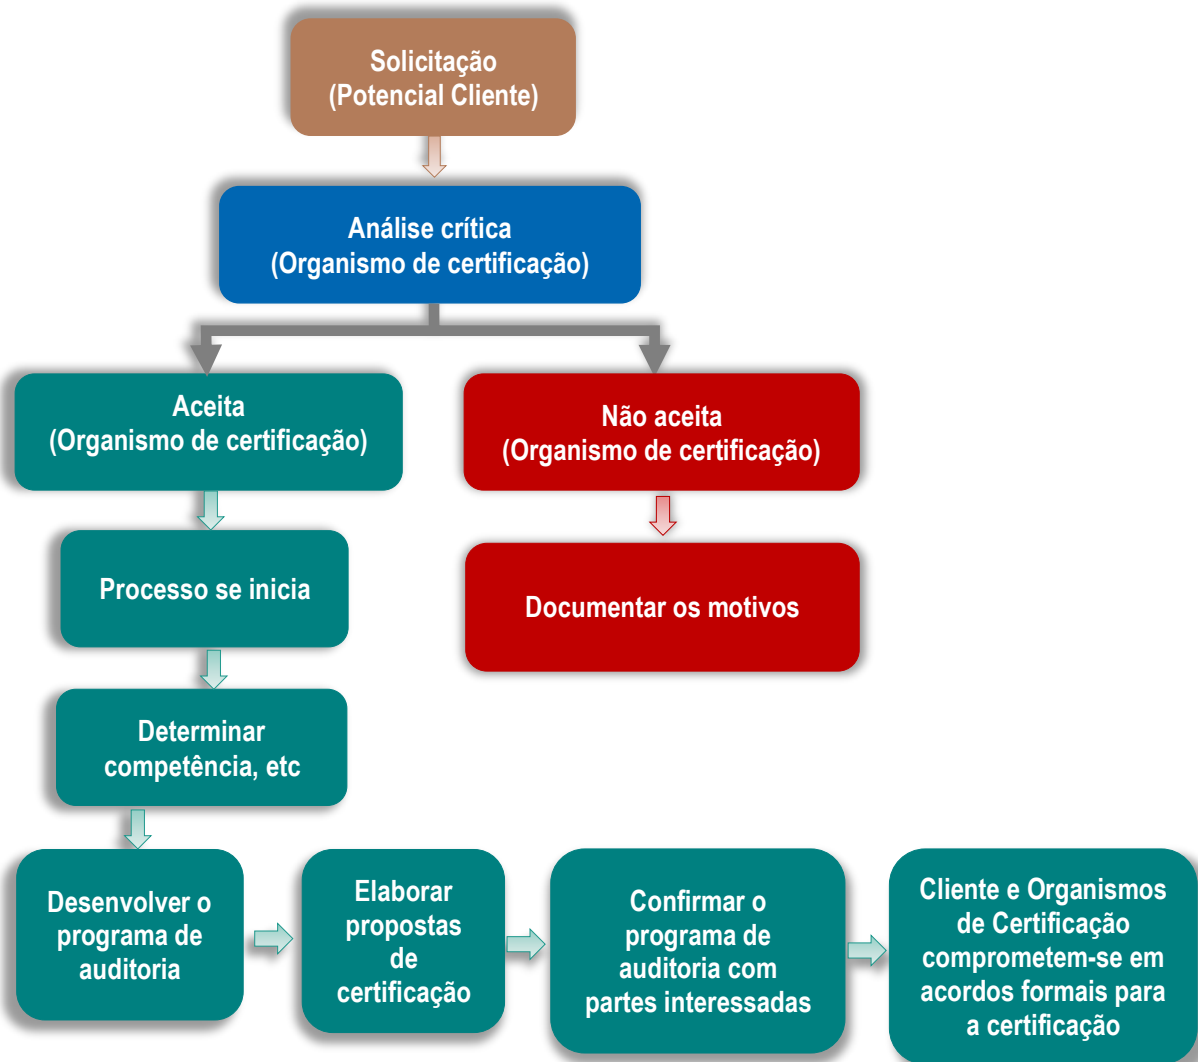 Solicitação
(Potencial Cliente)
Análise crítica
(Organismo de certificação)
Aceita
(Organismo de certificação)
Não aceita
(Organismo de certificação)
Processo se inicia
Documentar os motivos
Determinar
competência, etc
Desenvolver o
programa de
auditoria
Elaborar
propostas
de
certificação
Confirmar o
programa de
auditoria com
partes interessadas
Cliente e Organismos
de Certificação
comprometem-se em
acordos formais para
a certificação